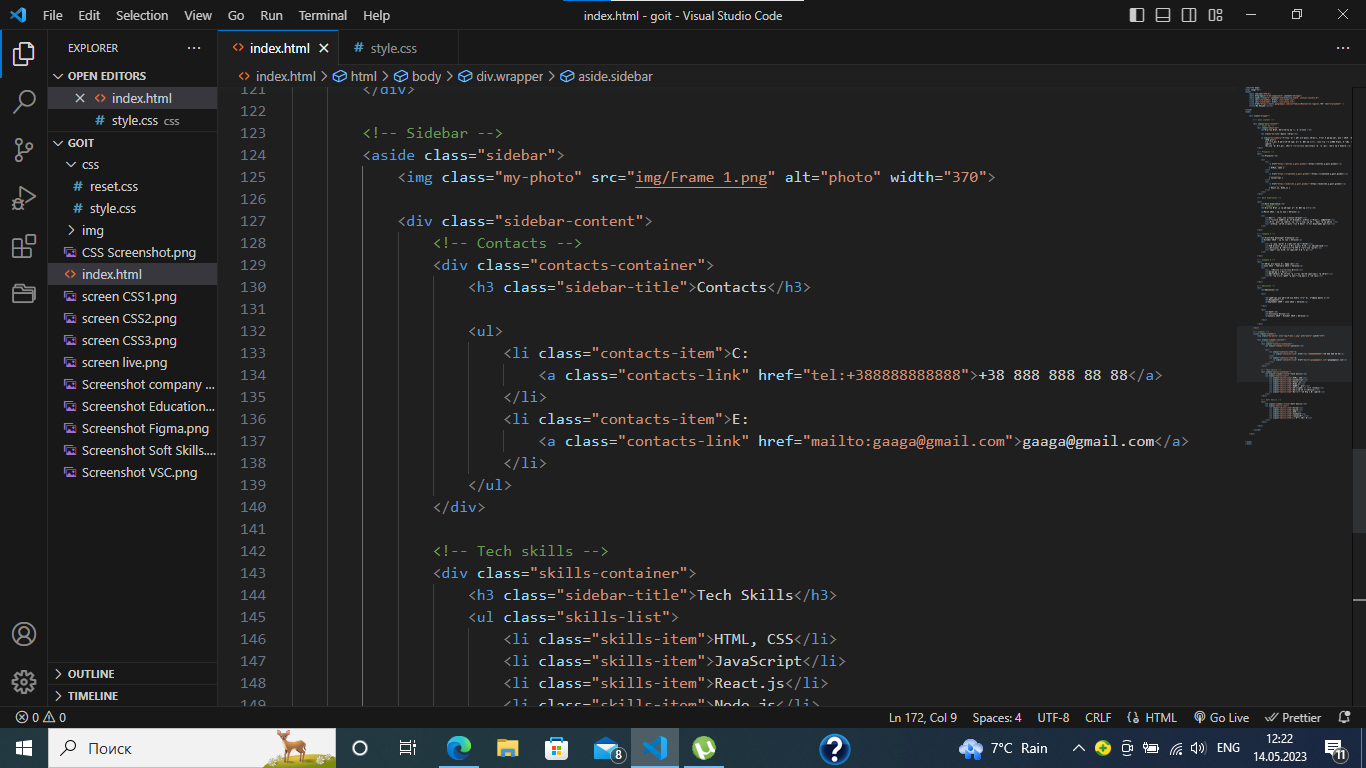 File Edit Selection View Go Run Terminal Help index.html - goit - Visual Studio Code
EXPLORER
OPEN EDITORS
index.html
style.css css
GOIT
css
reset.css
style.css
img
CSS Screenshot.png
index.html
screen CSS1.png
screen CSS2.png
screen CSS3.png
screen live.png
Screenshot company ...
Screenshot Education...
Screenshot Figma.png
Screenshot Soft Skills....
Screenshot VSC.png
OUTLINE
TIMELINE
index.html style.css
index.html > html > body > div.wrapper > aside.sidebar
121 </div>
122
123 <!-- Sidebar -->
124 <aside class="sidebar">
125 <img class="my-photo" src="img/Frame 1.png" alt="photo" width="370">
126
127 <div class="sidebar-content">
128 <!-- Contacts -->
129 <div class="contacts-container">
130 <h3 class="sidebar-title">Contacts</h3>
131
132 <ul>
133 <li class="contacts-item">C:
134 <a class="contacts-link" href="tel:+388888888888">+38 888 888 88 88</a>
135 </li>
136 <li class="contacts-item">E:
137 <a class="contacts-link" href="mailto:gaaga@gmail.com">gaaga@gmail.com</a>
138 </li>
139 </ul>
140 </div>
141
142 <!-- Tech skills -->
143 <div class="skills-container">
144 <h3 class="sidebar-title">Tech Skills</h3>
145 <ul class="skills-list">
146 <li class="skills-item">HTML, CSS</li>
147 <li class="skills-item">JavaScript</li>
148 <li class="skills-item">React.js</li>
149 <li class="skills-item">Node.js</li>
0 0 Ln 172, Col 9 Spaces: 4 UTF-8 CRLF HTML Go Live Prettier
Поиск 8 7°C Rain ENG 12:22
14.05.2023 11